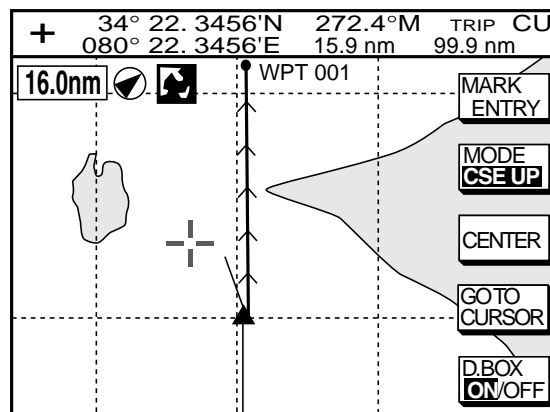 + 34° 22. 3456'N 272.4°M TRIP CU
080° 22. 3456'E 15.9 nm 99.9 nm
16.0nm
WPT 001
MARK
ENTRY
MODE
CSE UP
CENTER
GO TO
CURSOR
D.BOX
ON/OFF